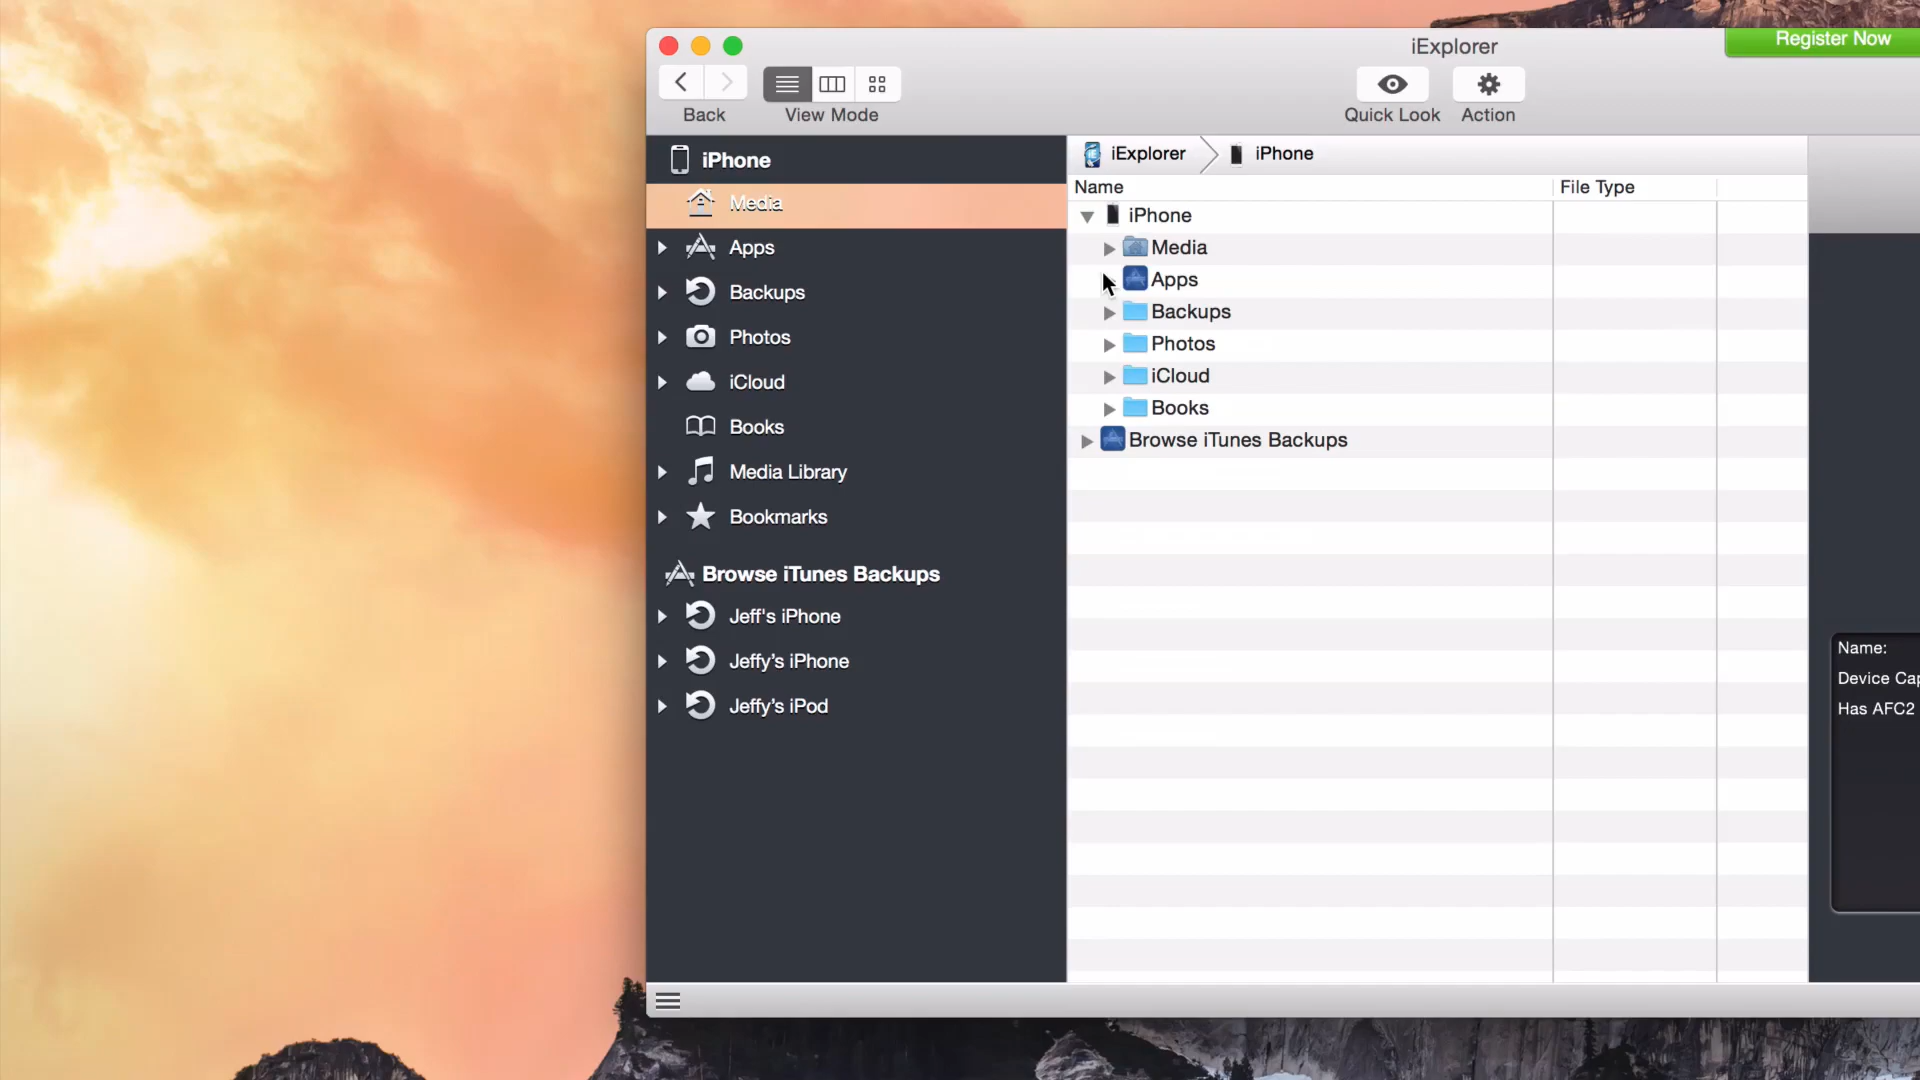 iExplorer
Register Now
Back
View Mode
Quick Look
Action
iPhone
Media
Apps
Backups
Photos
iCloud
Books
Media Library
Bookmarks
Browse iTunes Backups
Jeff's iPhone
Jeffy's iPhone
Jeffy's iPod
iExplorer
iPhone
Name
File Type
iPhone
Media
Apps
Backups
Photos
iCloud
Books
Browse iTunes Backups
Name:
Device Cap
Has AFC2